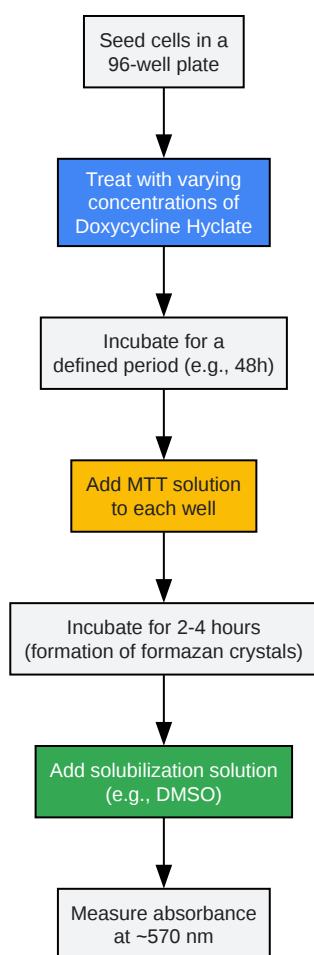 Seed cells in a
96-well plate
Treat with varying
concentrations of
Doxycycline Hyclate
Incubate for a
defined period (e.g., 48h)
Add MTT solution
to each well
Incubate for 2-4 hours
(formation of formazan crystals)
Add solubilization solution
(e.g., DMSO)
Measure absorbance
at ~570 nm